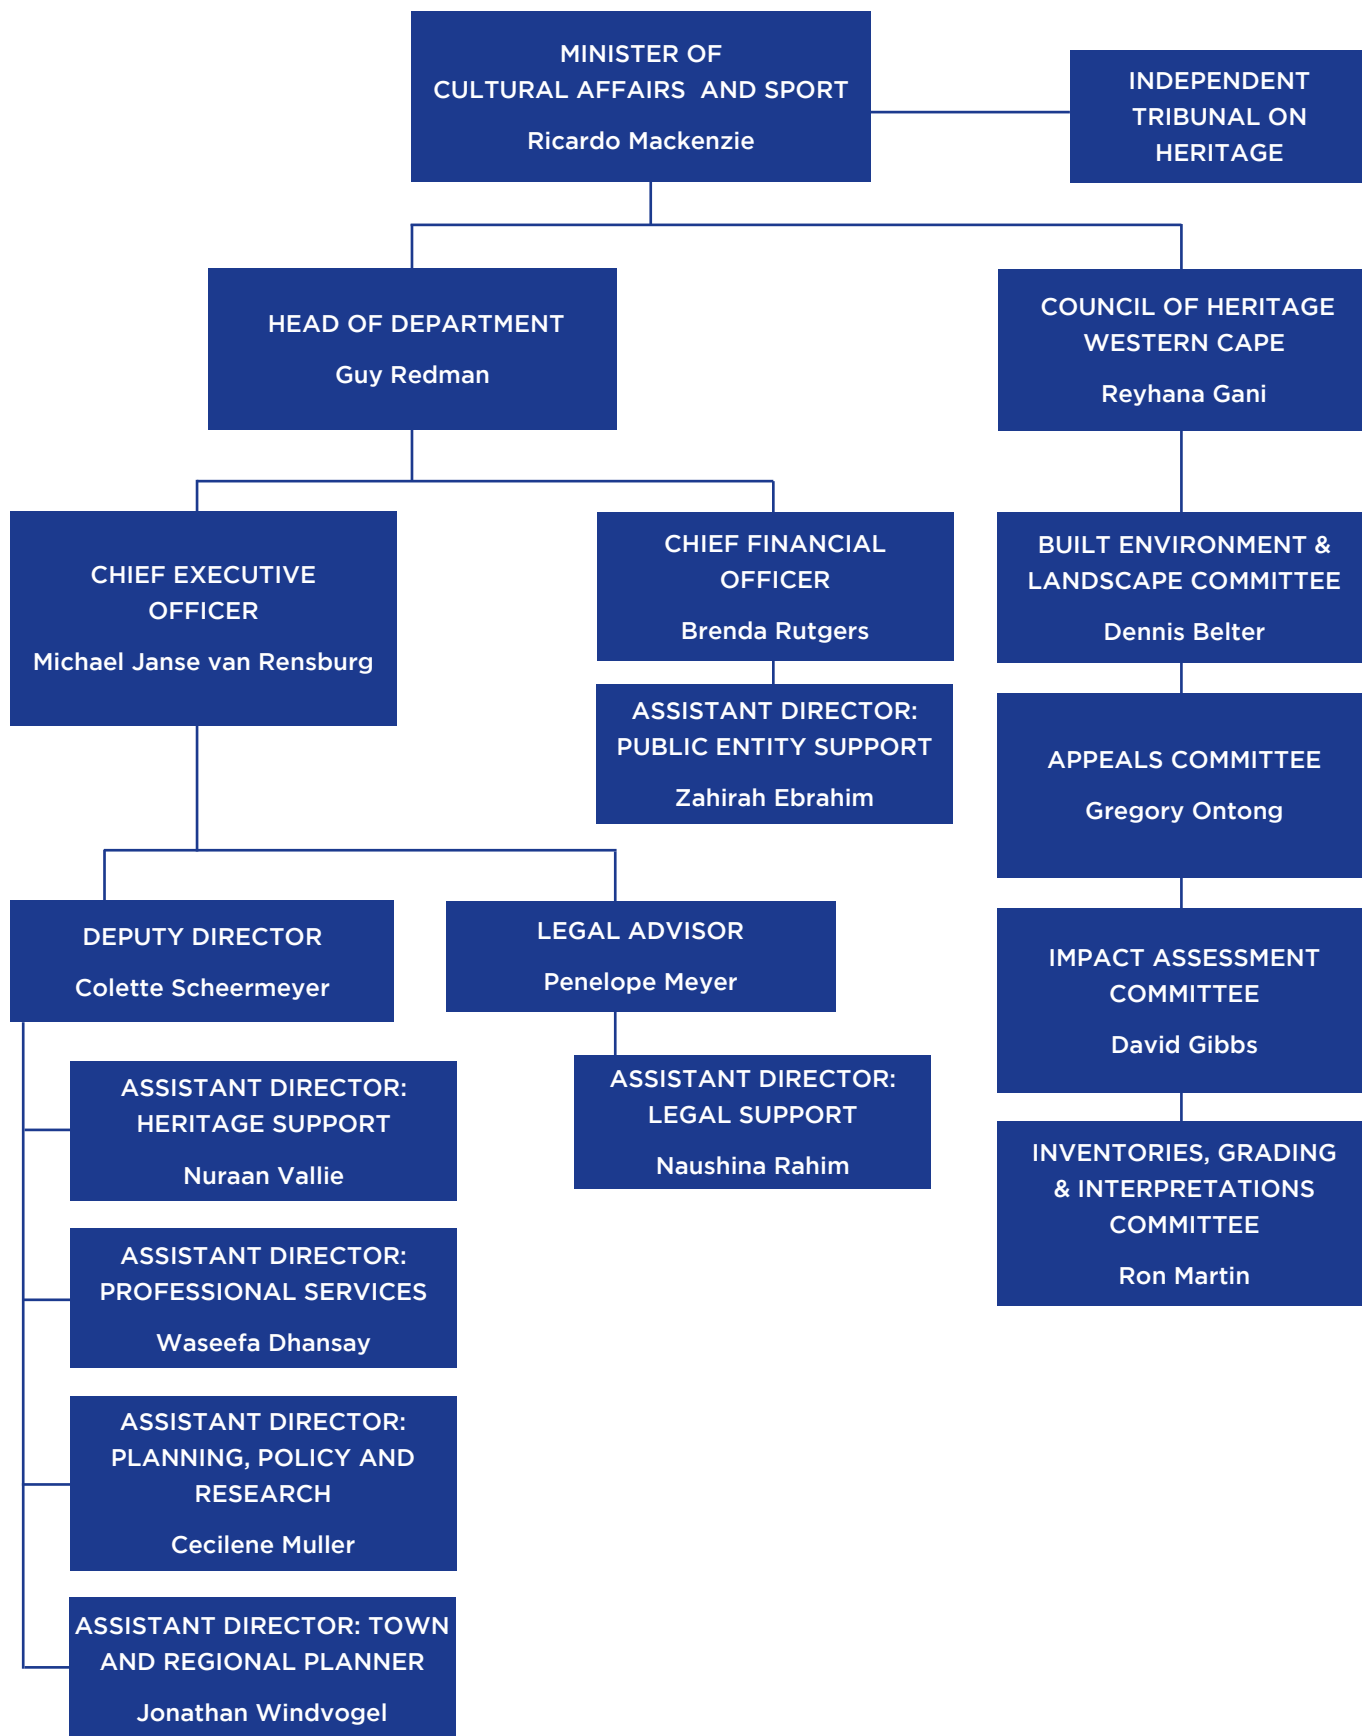 MINISTER OF
CULTURAL AFFAIRS AND SPORT
Ricardo Mackenzie
INDEPENDENT
TRIBUNAL ON
HERITAGE
HEAD OF DEPARTMENT
Guy Redman
COUNCIL OF HERITAGE
WESTERN CAPE
Reyhana Gani
CHIEF EXECUTIVE
OFFICER
Michael Janse van Rensburg
CHIEF FINANCIAL
OFFICER
Brenda Rutgers
BUILT ENVIRONMENT &
LANDSCAPE COMMITTEE
Dennis Belter
ASSISTANT DIRECTOR:
PUBLIC ENTITY SUPPORT
Zahirah Ebrahim
APPEALS COMMITTEE
Gregory Ontong
DEPUTY DIRECTOR
Colette Scheermeyer
LEGAL ADVISOR
Penelope Meyer
IMPACT ASSESSMENT
COMMITTEE
David Gibbs
ASSISTANT DIRECTOR:
HERITAGE SUPPORT
Nuraan Vallie
ASSISTANT DIRECTOR:
LEGAL SUPPORT
Naushina Rahim
INVENTORIES, GRADING
& INTERPRETATIONS
COMMITTEE
Ron Martin
ASSISTANT DIRECTOR:
PROFESSIONAL SERVICES
Waseefa Dhansay
ASSISTANT DIRECTOR:
PLANNING, POLICY AND
RESEARCH
Cecilene Muller
ASSISTANT DIRECTOR: TOWN
AND REGIONAL PLANNER
Jonathan Windvogel